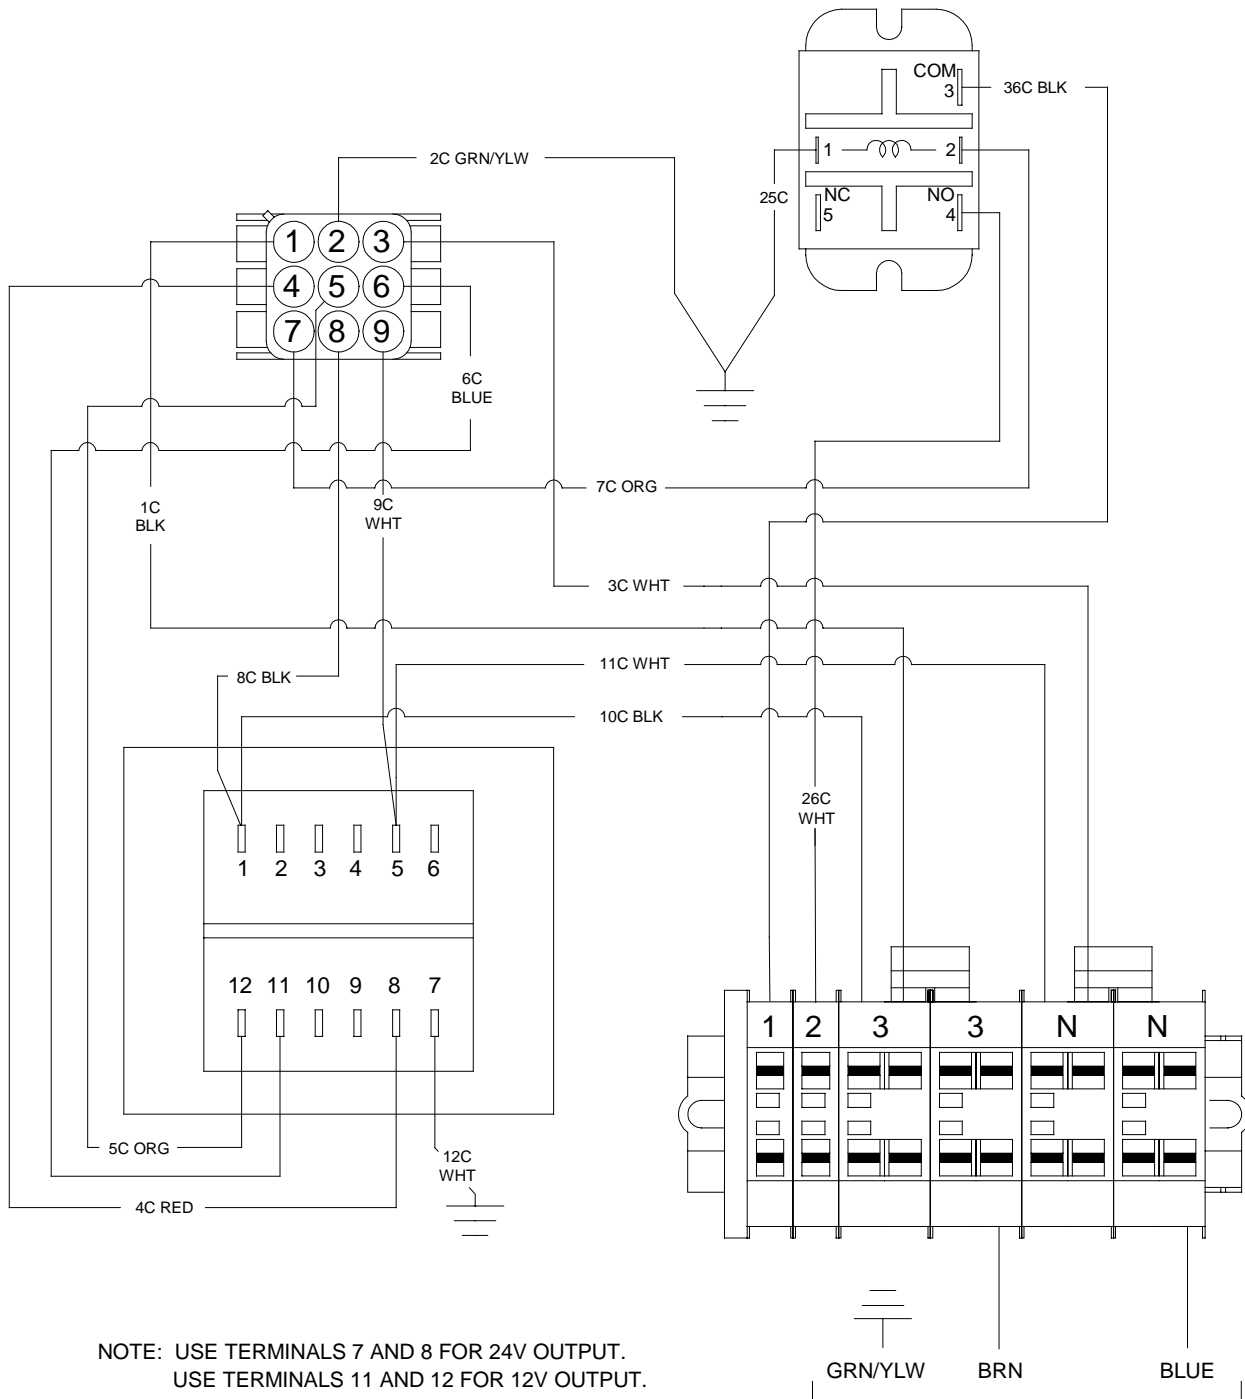 COM
3
36C BLK
1
2
2C GRN/YLW
25C
NC
5
NO
4
1 2 3
4 5 6
7 8 9
6C
BLUE
7C ORG
1C
BLK
9C
WHT
3C WHT
11C WHT
8C BLK
10C BLK
26C
WHT
1 2 3 4 5 6
12 11 10 9 8 7
1 2 3 3 N N
5C ORG
12C
WHT
4C RED
NOTE: USE TERMINALS 7 AND 8 FOR 24V OUTPUT.
USE TERMINALS 11 AND 12 FOR 12V OUTPUT.
GRN/YLW BRN BLUE